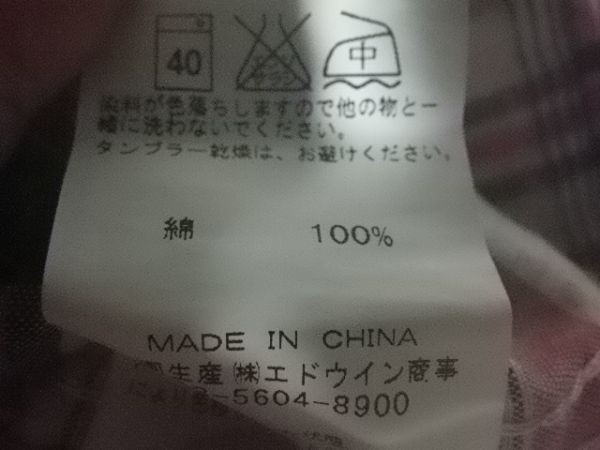 40
中
染料が色落ちしますので他の物と一
緒に洗わないでください。
タンブラー乾燥は、お避けください。
綿 100%
MADE IN CHINA
生産㈱エドウイン商事
-5604-8900